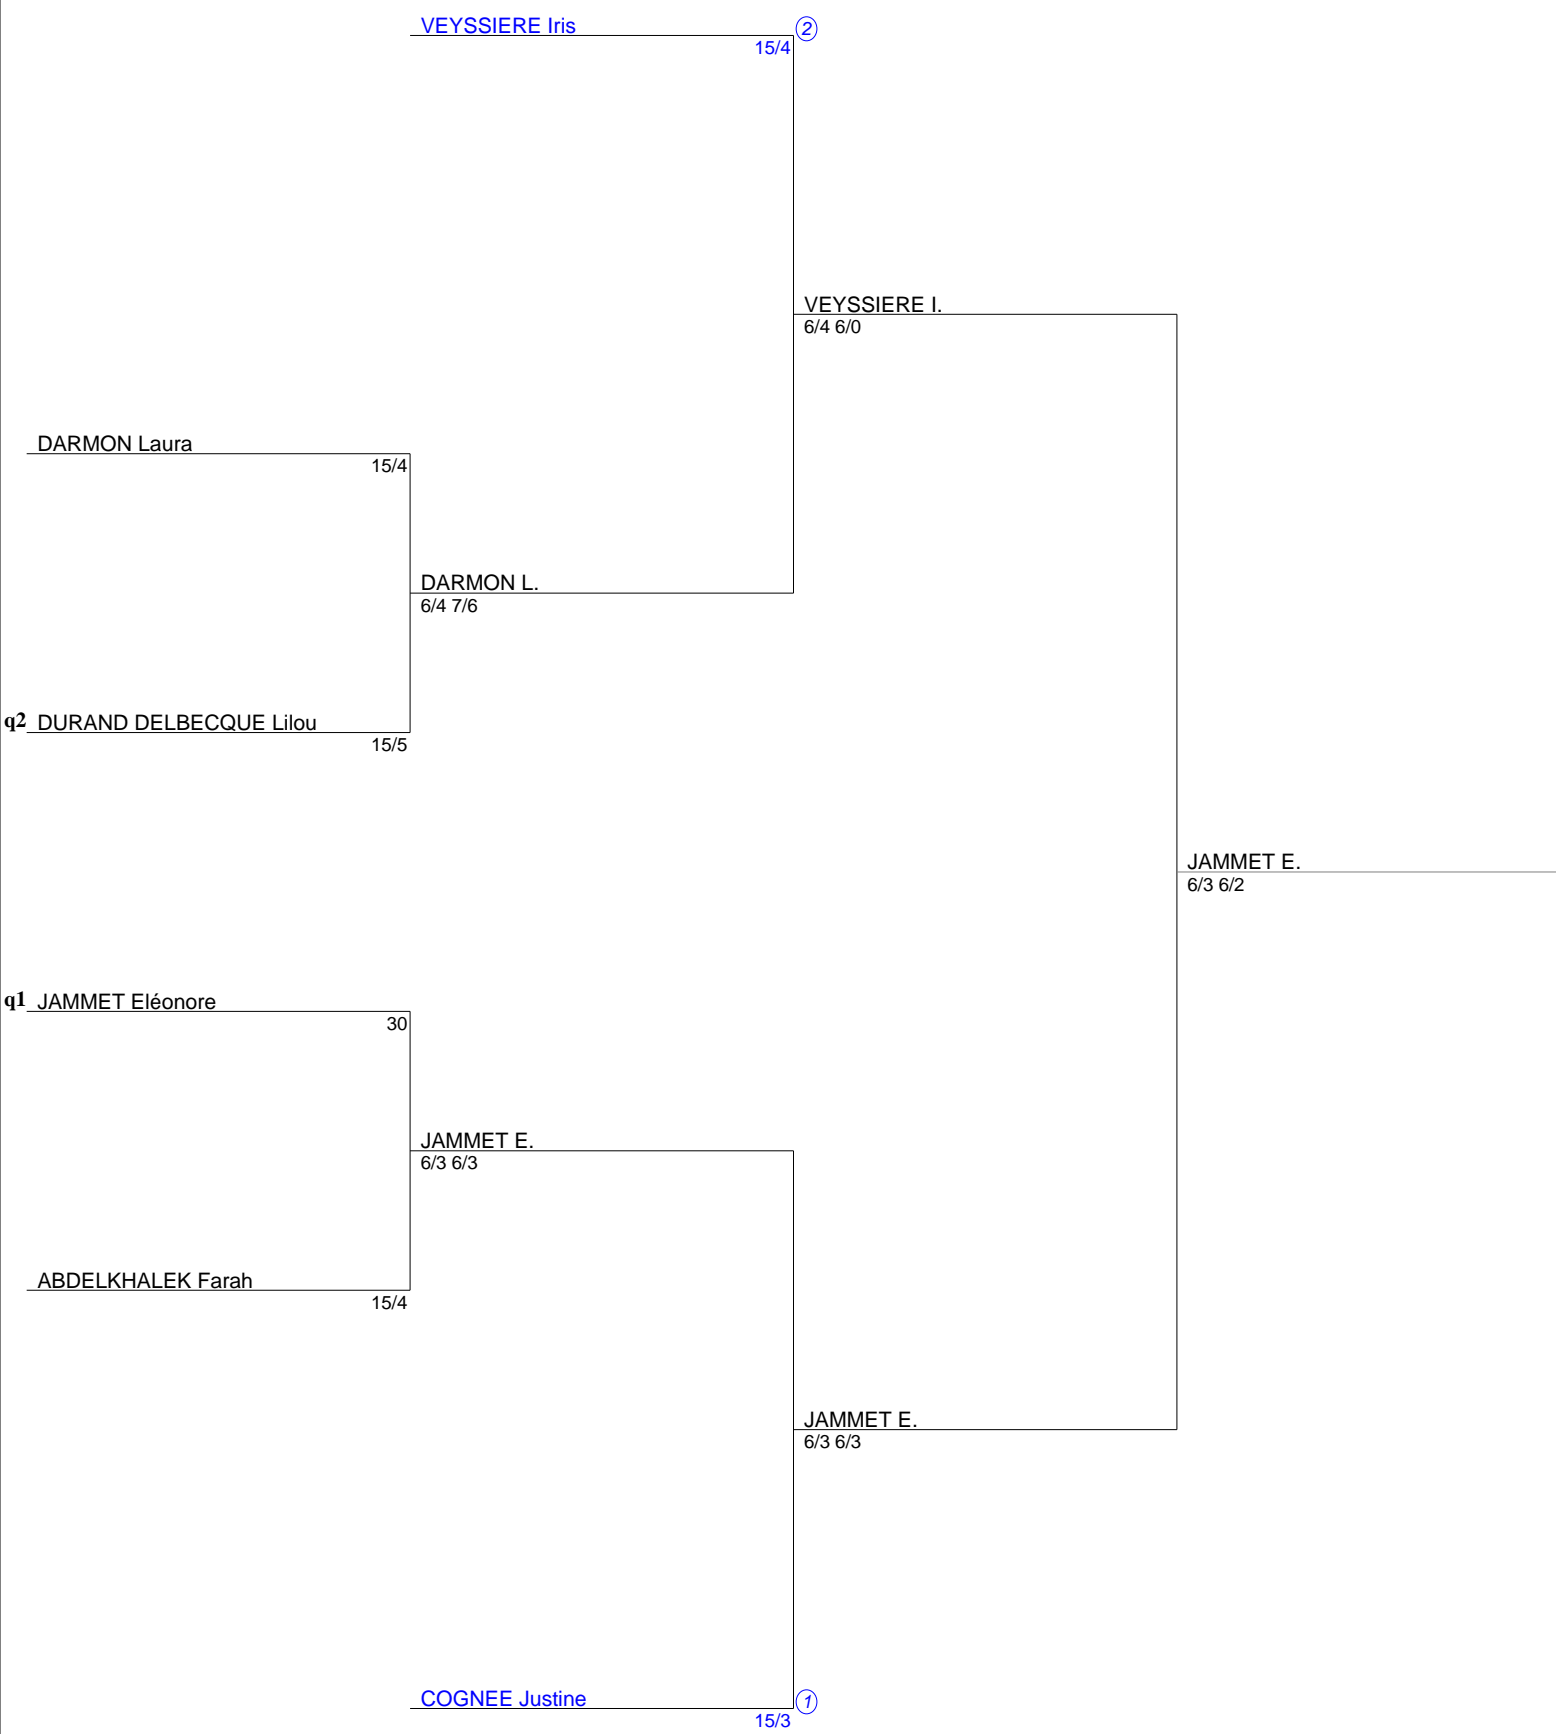 VEYSSIERE Iris
2
15/4
VEYSSIERE I.
6/4 6/0
DARMON Laura
15/4
DARMON L.
6/4 7/6
q2 DURAND DELBECQUE Lilou
15/5
JAMMET E.
6/3 6/2
q1 JAMMET Eléonore
30
JAMMET E.
6/3 6/3
ABDELKHALEK Farah
15/4
JAMMET E.
6/3 6/3
COGNEE Justine
1
15/3